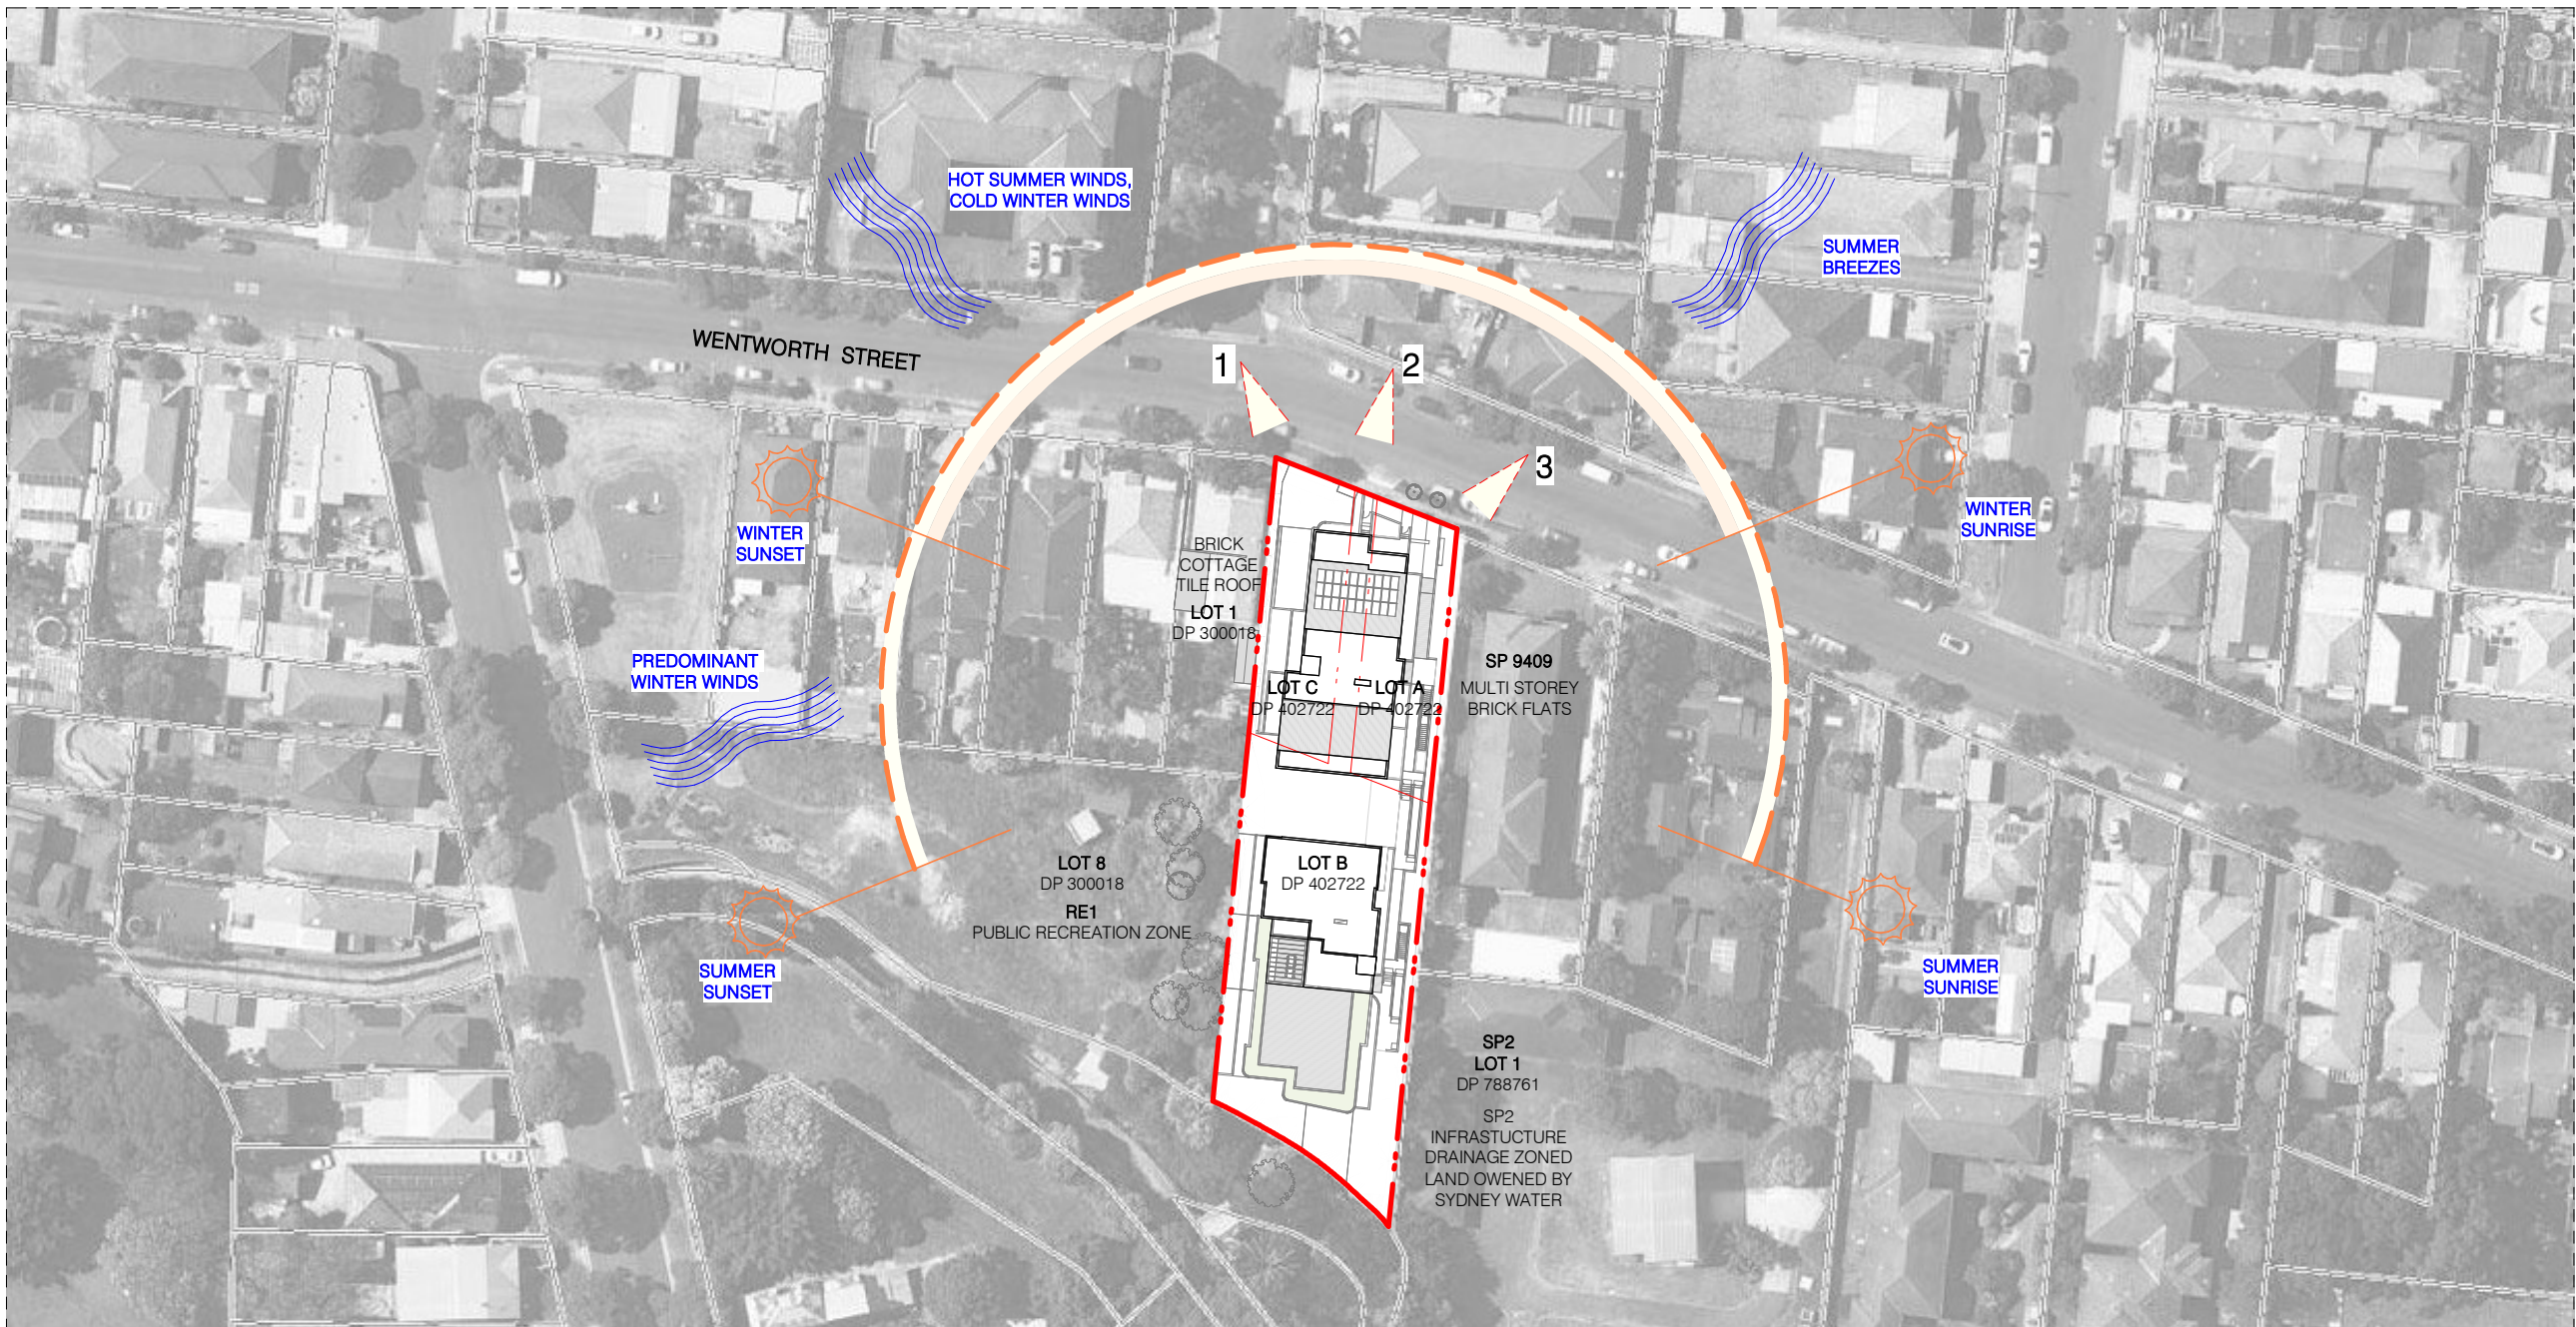 HOT SUMMER WINDS,
COLD WINTER WINDS
SUMMER
BREEZES
WENTWORTH STREET
1
2
3
WINTER
SUNSET
WINTER
SUNRISE
BRICK
COTTAGE
TILE ROOF
LOT 1
DP 300018
PREDOMINANT
WINTER WINDS
LOT C
DP 402722
LOT A
DP 402722
SP 9409
MULTI STOREY
BRICK FLATS
LOT 8
DP 300018
RE1
PUBLIC RECREATION ZONE
LOT B
DP 402722
SUMMER
SUNSET
SUMMER
SUNRISE
SP2
LOT 1
DP 788761
SP2
INFRASTUCTURE
DRAINAGE ZONED
LAND OWENED BY
SYDNEY WATER